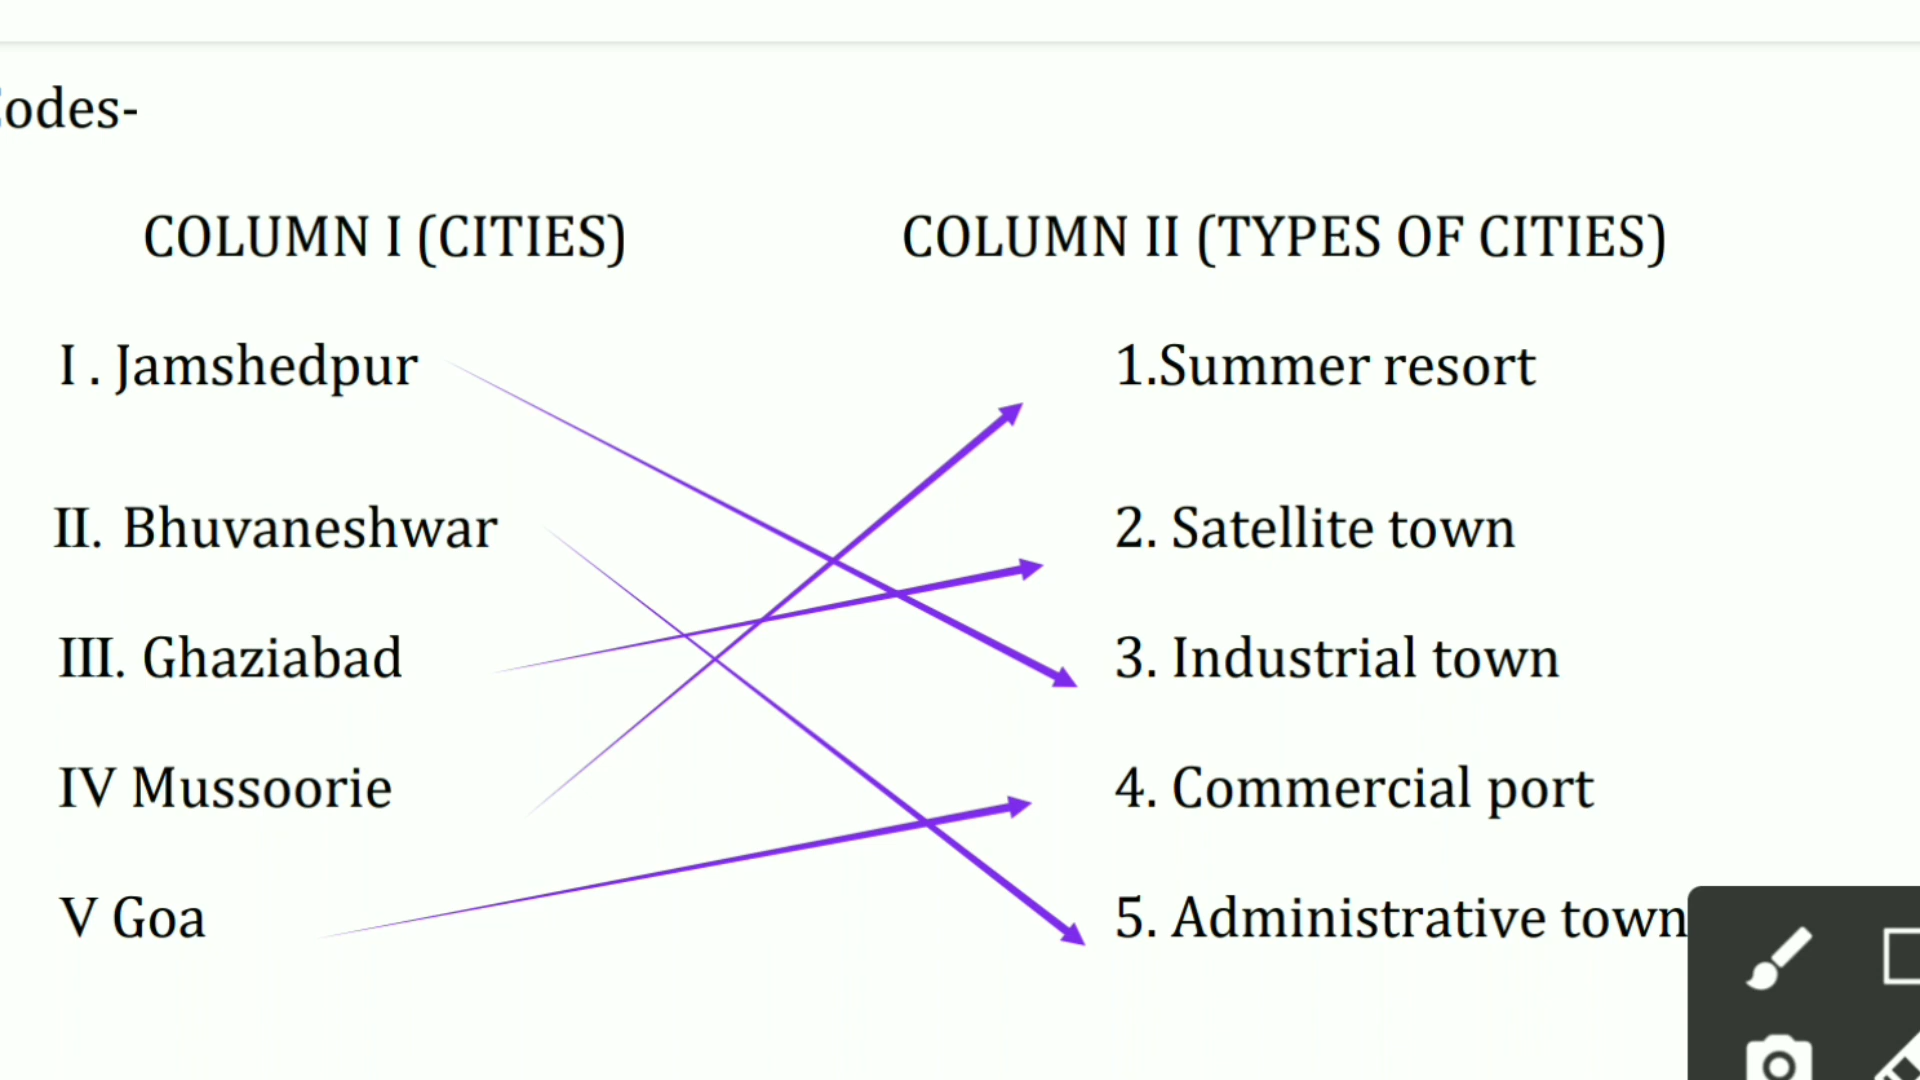 odes-
COLUMN I (CITIES) COLUMN II (TYPES OF CITIES)
I . Jamshedpur 1.Summer resort
II. Bhuvaneshwar 2. Satellite town
III. Ghaziabad 3. Industrial town
IV Mussoorie 4. Commercial port
V Goa 5. Administrative town